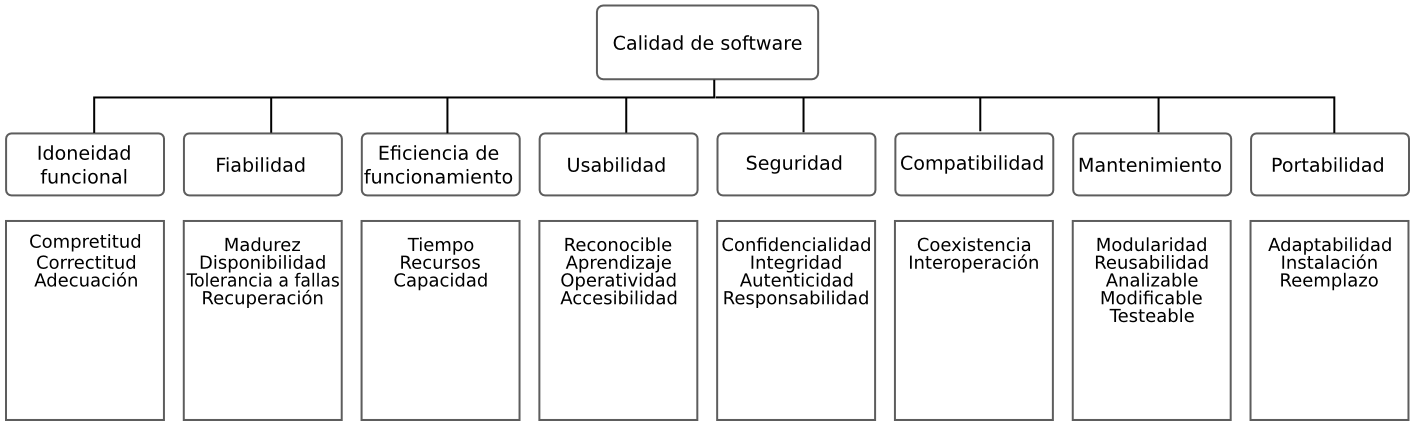 Calidad de software
Idoneidad
funcional
Fiabilidad
Eficiencia de
funcionamiento
Usabilidad
Seguridad
Compatibilidad
Mantenimiento
Portabilidad
Compretitud
Correctitud
Adecuación
Madurez
Disponibilidad
Tolerancia a fallas
Recuperación
Tiempo
Recursos
Capacidad
Reconocible
Aprendizaje
Operatividad
Accesibilidad
Confidencialidad
Integridad
Autenticidad
Responsabilidad
Coexistencia
Interoperación
Modularidad
Reusabilidad
Analizable
Modificable
Testeable
Adaptabilidad
Instalación
Reemplazo